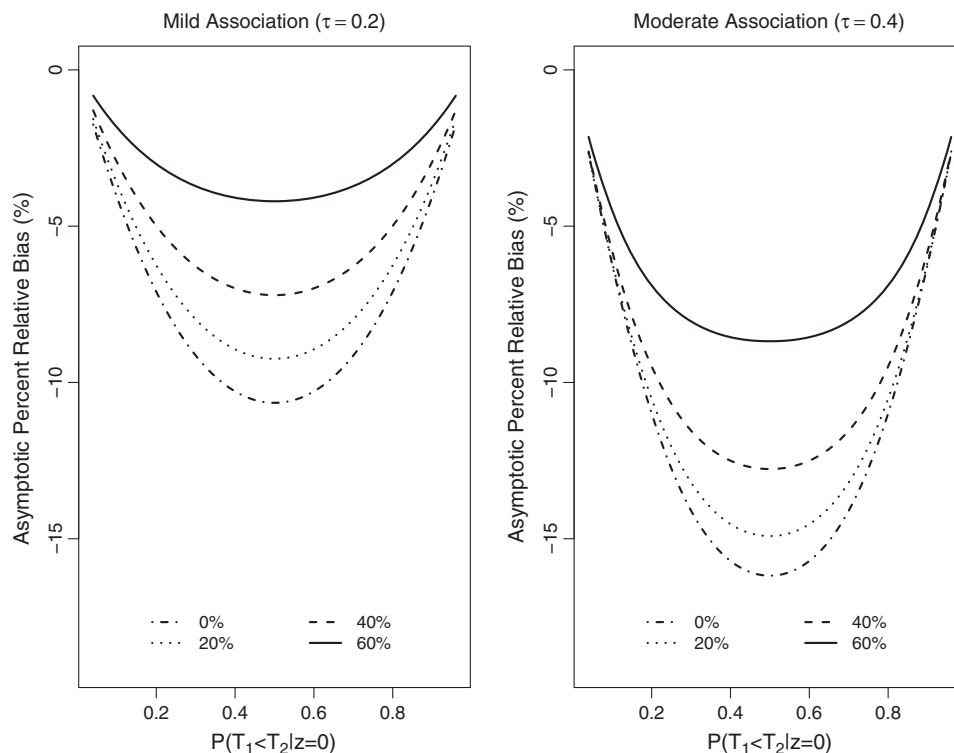 Mild Association (τ = 0.2)
Asymptotic Percent Relative Bias (%)
0
−5
−10
−15
0%
20%
40%
60%
0.2 0.4 0.6 0.8
P(T₁<T₂|z=0)
Moderate Association (τ = 0.4)
Asymptotic Percent Relative Bias (%)
0
−5
−10
−15
0%
20%
40%
60%
0.2 0.4 0.6 0.8
P(T₁<T₂|z=0)